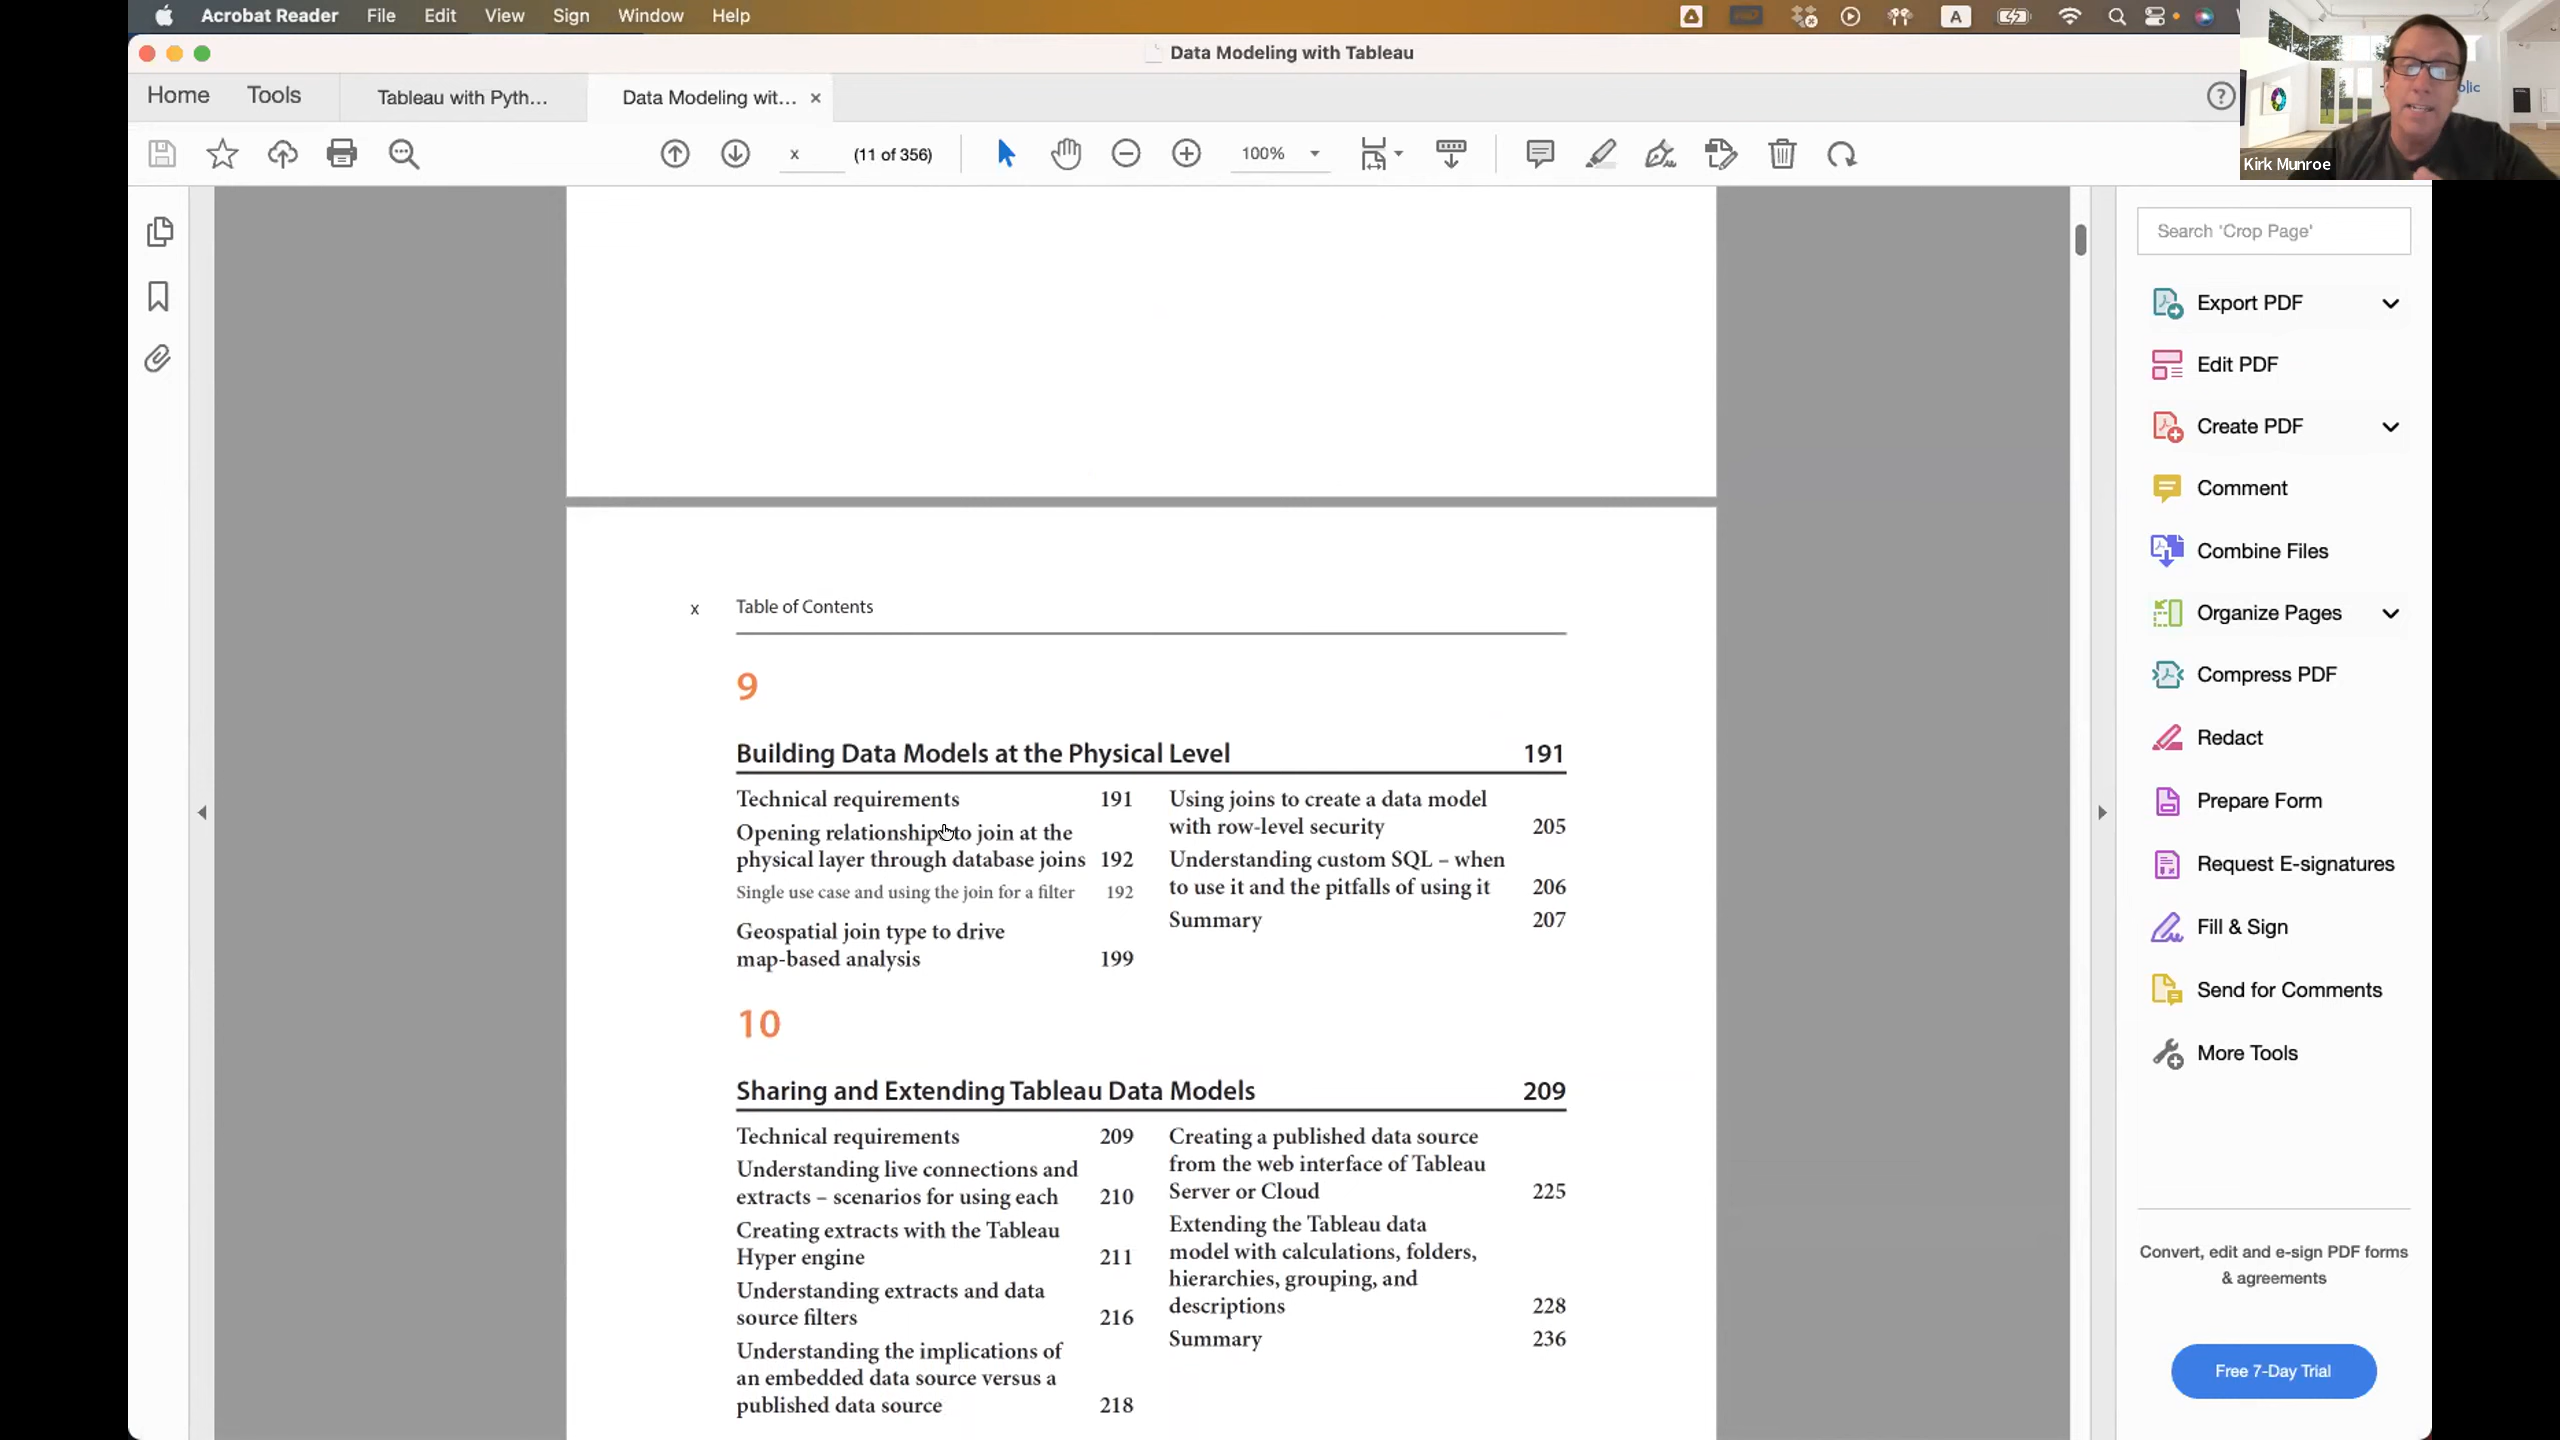 Acrobat Reader File Edit View Sign Window Help
A
Data Modeling with Tableau
Home Tools Tableau with Pyth... Data Modeling wit... ×
x (11 of 356) 100%
Kirk Munroe
Search 'Crop Page'
Export PDF
Edit PDF
Create PDF
Comment
Combine Files
Organize Pages
Compress PDF
Redact
Prepare Form
Request E-signatures
Fill & Sign
Send for Comments
More Tools
Convert, edit and e-sign PDF forms
& agreements
Free 7-Day Trial
x Table of Contents
9
Building Data Models at the Physical Level 191
Technical requirements 191
Opening relationships to join at the
physical layer through database joins 192
Single use case and using the join for a filter 192
Geospatial join type to drive
map-based analysis 199
Using joins to create a data model
with row-level security 205
Understanding custom SQL – when
to use it and the pitfalls of using it 206
Summary 207
10
Sharing and Extending Tableau Data Models 209
Technical requirements 209
Understanding live connections and
extracts – scenarios for using each 210
Creating extracts with the Tableau
Hyper engine 211
Understanding extracts and data
source filters 216
Understanding the implications of
an embedded data source versus a
published data source 218
Creating a published data source
from the web interface of Tableau
Server or Cloud 225
Extending the Tableau data
model with calculations, folders,
hierarchies, grouping, and
descriptions 228
Summary 236